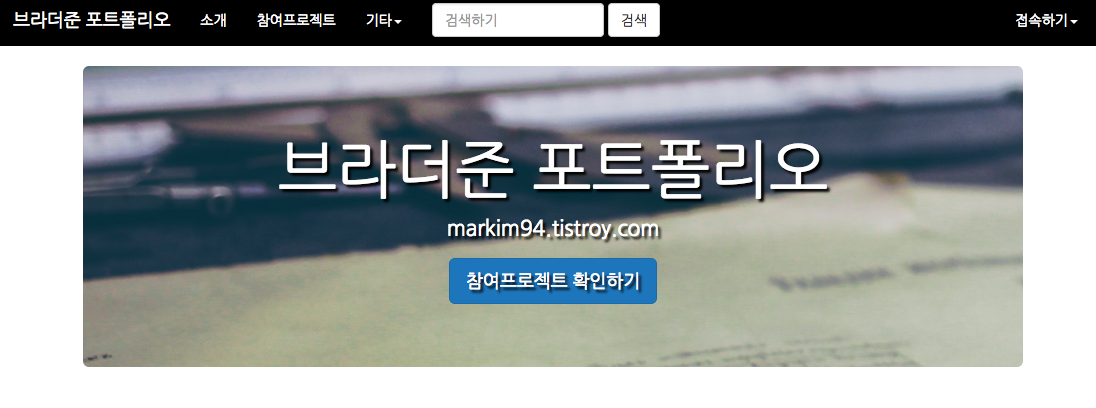 브라더준 포트폴리오 소개 참여프로젝트 기타 검색하기 검색 접속하기
브라더준 포트폴리오
markim94.tistroy.com
참여프로젝트 확인하기